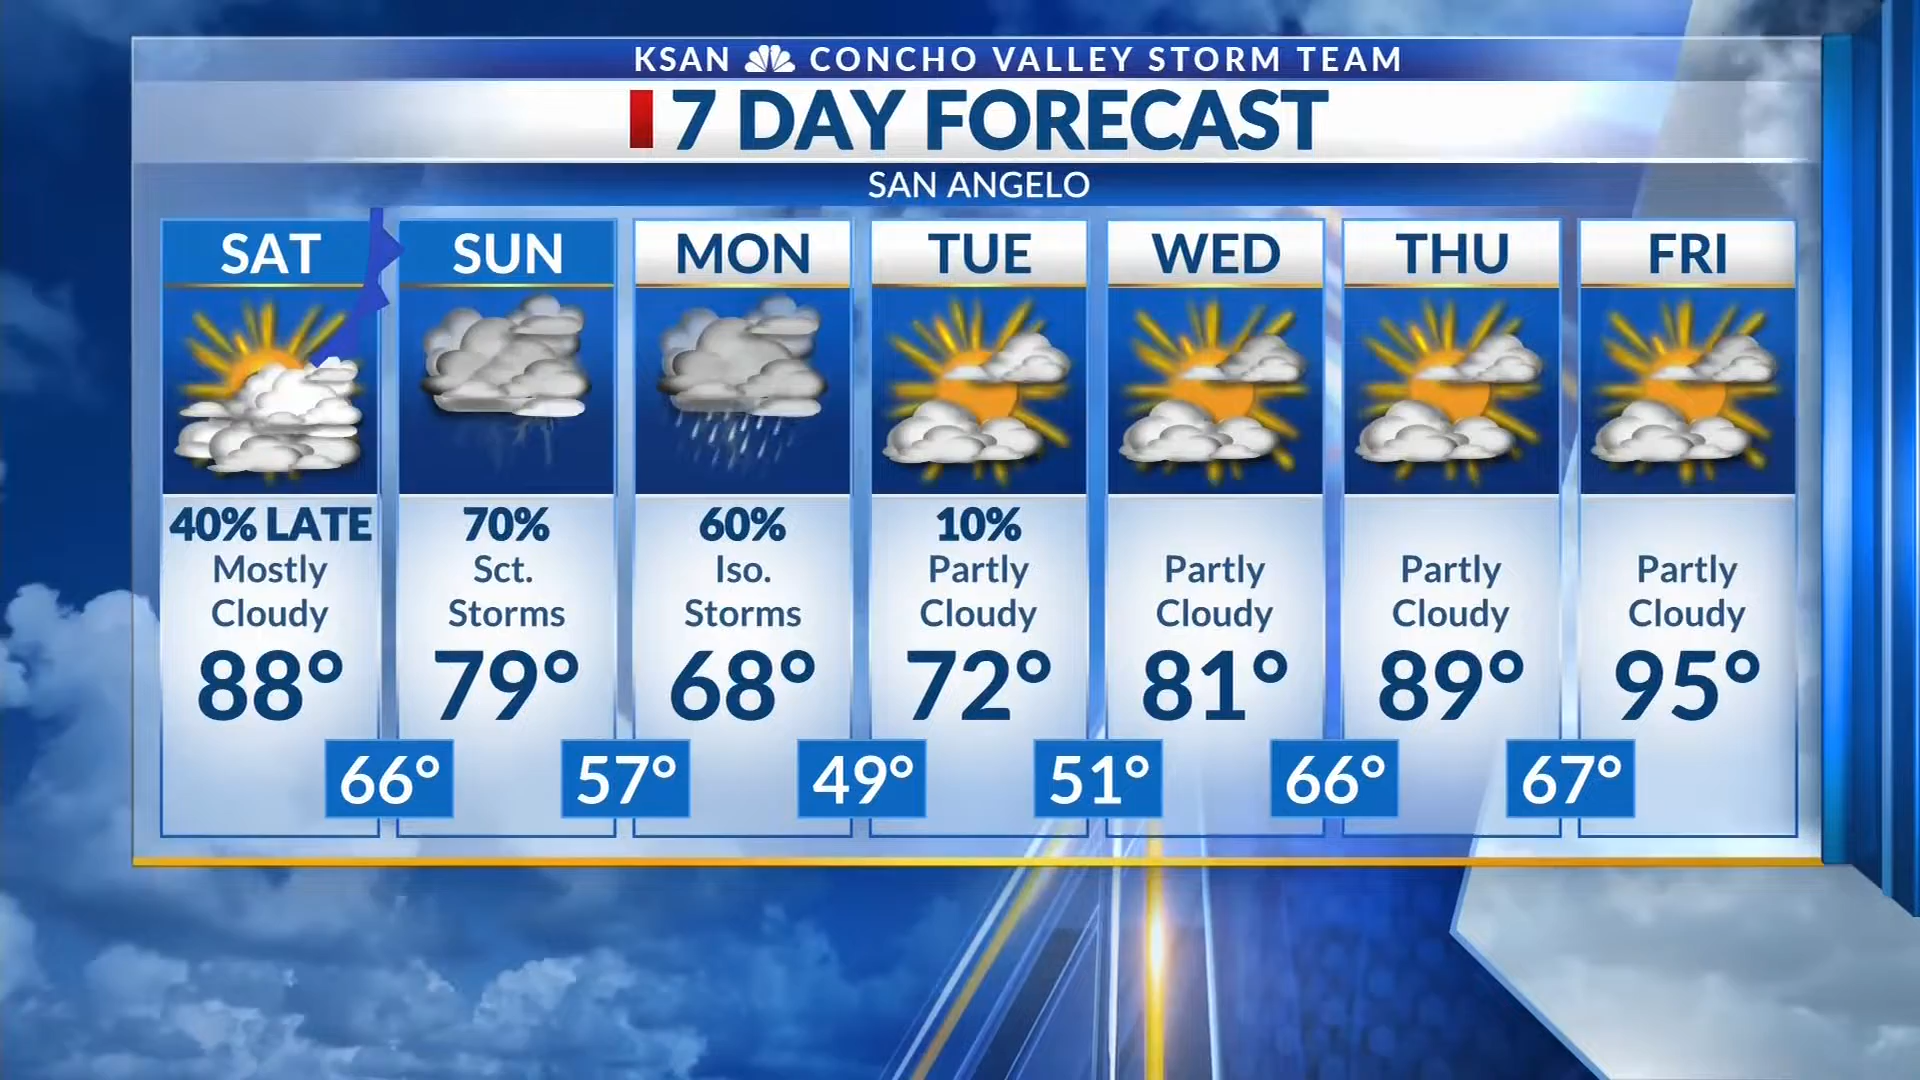 KSAN CONCHO VALLEY STORM TEAM
7 DAY FORECAST
SAN ANGELO
SAT
40% LATE
Mostly
Cloudy
88°
66°
SUN
70%
Sct.
Storms
79°
57°
MON
60%
Iso.
Storms
68°
49°
TUE
10%
Partly
Cloudy
72°
51°
WED
Partly
Cloudy
81°
66°
THU
Partly
Cloudy
89°
67°
FRI
Partly
Cloudy
95°